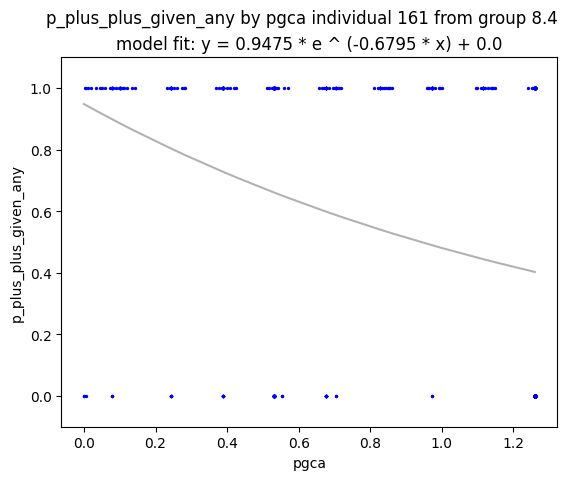 p_plus_plus_given_any by pgca individual 161 from group 8.4
model fit: y = 0.9475 * e ^ (-0.6795 * x) + 0.0
1.0
0.8
0.6
0.4
0.2
0.0
p_plus_plus_given_any
0.0 0.2 0.4 0.6 0.8 1.0 1.2
pgca